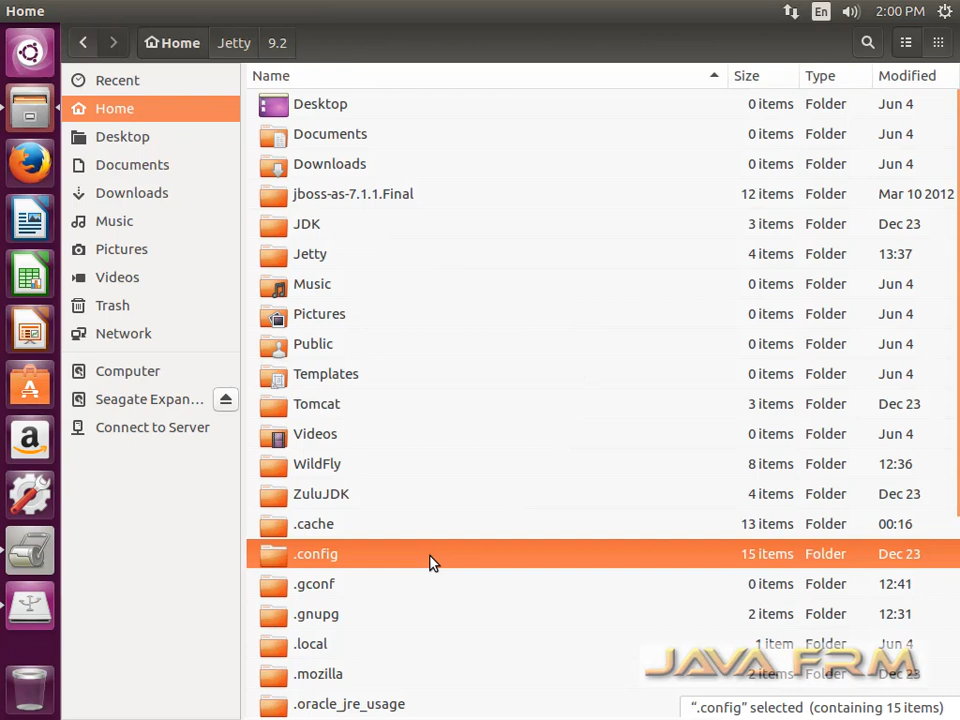 Home
En
2:00 PM
Home
Jetty
9.2
Recent
Home
Desktop
Documents
Downloads
Music
Pictures
Videos
Trash
Network
Computer
Seagate Expan...
Connect to Server
Name Size Type Modified
Desktop 0 items Folder Jun 4
Documents 0 items Folder Jun 4
Downloads 0 items Folder Jun 4
jboss-as-7.1.1.Final 12 items Folder Mar 10 2012
JDK 3 items Folder Dec 23
Jetty 4 items Folder 13:37
Music 0 items Folder Jun 4
Pictures 0 items Folder Jun 4
Public 0 items Folder Jun 4
Templates 0 items Folder Jun 4
Tomcat 3 items Folder Dec 23
Videos 0 items Folder Jun 4
WildFly 8 items Folder 12:36
ZuluJDK 4 items Folder Dec 23
.cache 13 items Folder 00:16
.config 15 items Folder Dec 23
.gconf 0 items Folder 12:41
.gnupg 2 items Folder 12:31
.local 1 item Folder Jun 4
.mozilla 2 items Folder Dec 23
.oracle_jre_usage
JAVA FRM
".config" selected (containing 15 items)
a
A